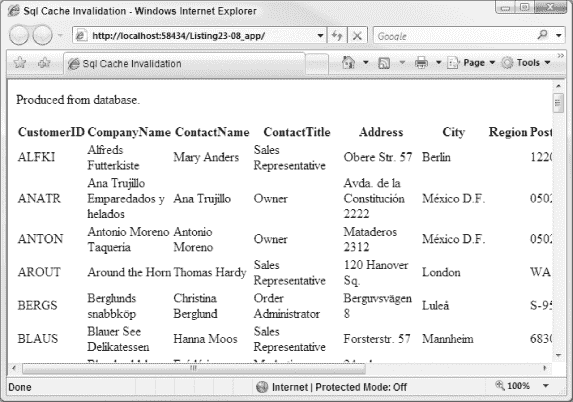 Sql Cache Invalidation - Windows Internet Explorer
http://localhost:58434/Listing23-08_app/
Google
Sql Cache Invalidation
Page
Tools
Produced from database.
CustomerID CompanyName ContactName ContactTitle Address City Region Post
ALFKI Alfreds Futterkiste Mary Anders Sales Representative Obere Str. 57 Berlin 1220
ANATR Ana Trujillo Emparedados y helados Ana Trujillo Owner Avda. de la Constitución 2222 México D.F. 0502
ANTON Antonio Moreno Taqueria Antonio Moreno Owner Mataderos 2312 México D.F. 0502
AROUT Around the Horn Thomas Hardy Sales Representative 120 Hanover Sq. London WA
BERGS Berglunds snabbköp Christina Berglund Order Administrator Berguvsvägen 8 Luleå S-95
BLAUS Blauer See Delikatessen Hanna Moos Sales Representative Forsterstr. 57 Mannheim 6830
Done
Internet | Protected Mode: Off
100%